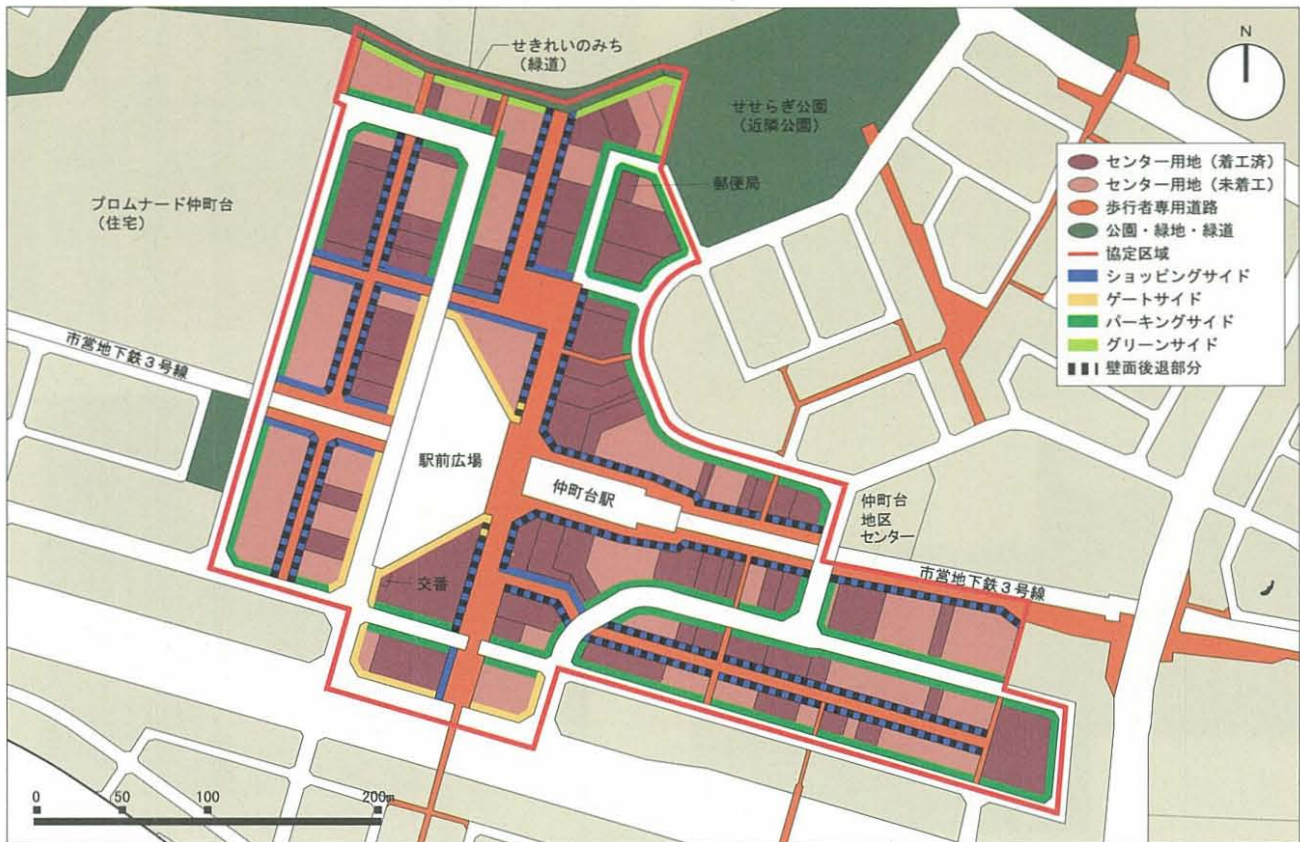 せきれいのみち
（緑道）
N
せせらぎ公園
（近隣公園）
センター用地（着工済）
センター用地（未着工）
歩行者専用道路
公園・緑地・緑道
協定区域
ショッピングサイド
ゲートサイド
パーキングサイド
グリーンサイド
壁面後退部分
郵便局
プロムナード仲町台
（住宅）
市営地下鉄３号線
駅前広場
仲町台駅
仲町台
地区
センター
市営地下鉄３号線
交番
0 50 100 200m